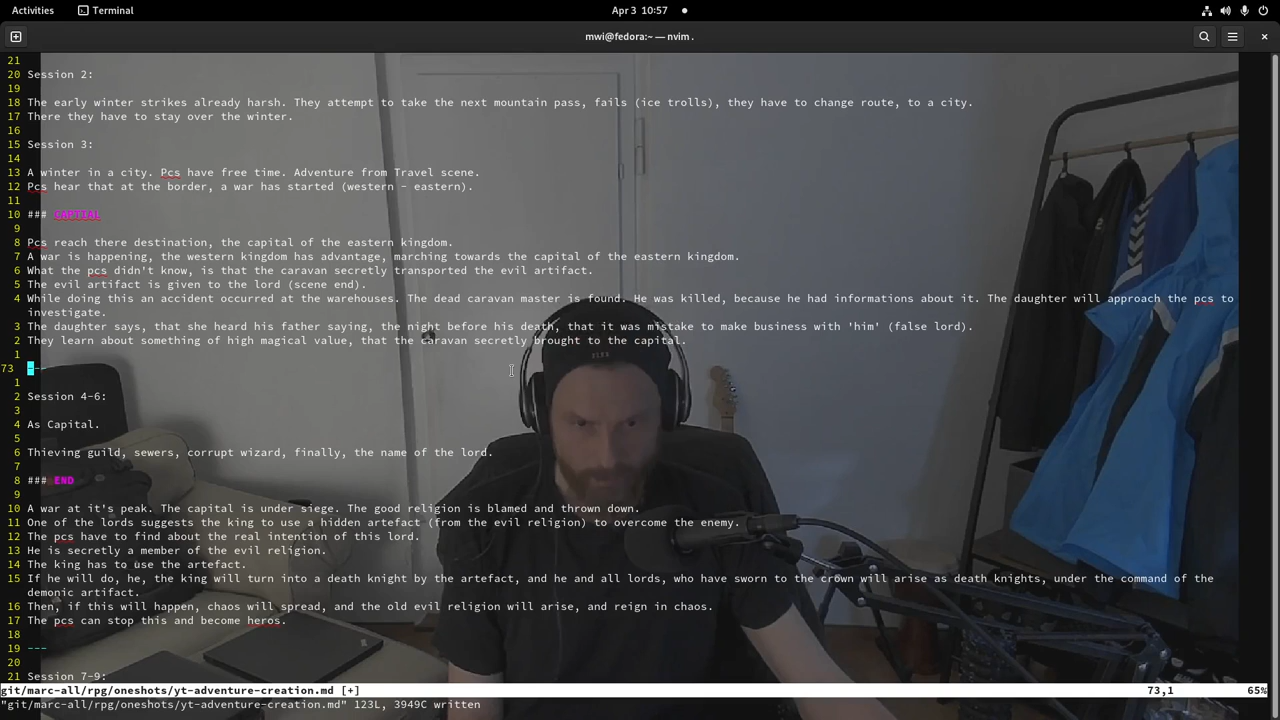 Activities
Terminal
Apr 3 10:57
mwi@fedora:~ — nvim .
21
20 Session 2:
19
18 The early winter strikes already harsh. They attempt to take the next mountain pass, fails (ice trolls), they have to change route, to a city.
17 There they have to stay over the winter.
16
15 Session 3:
14
13 A winter in a city. Pcs have free time. Adventure from Travel scene.
12 Pcs hear that at the border, a war has started (western - eastern).
11
10 ### CAPTIAL
9
8 Pcs reach there destination, the capital of the eastern kingdom.
7 A war is happening, the western kingdom has advantage, marching towards the capital of the eastern kingdom.
6 What the pcs didn't know, is that the caravan secretly transported the evil artifact.
5 The evil artifact is given to the lord (scene end).
4 While doing this an accident occurred at the warehouses. The dead caravan master is found. He was killed, because he had informations about it. The daughter will approach the pcs to
investigate.
3 The daughter says, that she heard his father saying, the night before his death, that it was mistake to make business with 'him' (false lord).
2 They learn about something of high magical value, that the caravan secretly brought to the capital.
1
73 ---
1
2 Session 4-6:
3
4 As Capital.
5
6 Thieving guild, sewers, corrupt wizard, finally, the name of the lord.
7
8 ### END
9
10 A war at it's peak. The capital is under siege. The good religion is blamed and thrown down.
11 One of the lords suggests the king to use a hidden artefact (from the evil religion) to overcome the enemy.
12 The pcs have to find about the real intention of this lord.
13 He is secretly a member of the evil religion.
14 The king has to use the artefact.
15 If he will do, he, the king will turn into a death knight by the artefact, and he and all lords, who have sworn to the crown will arise as death knights, under the command of the
demonic artifact.
16 Then, if this will happen, chaos will spread, and the old evil religion will arise, and reign in chaos.
17 The pcs can stop this and become heros.
18
19 ---
20
21 Session 7-9:
git/marc-all/rpg/oneshots/yt-adventure-creation.md [+] 73,1 65%
"git/marc-all/rpg/oneshots/yt-adventure-creation.md" 123L, 3949C written